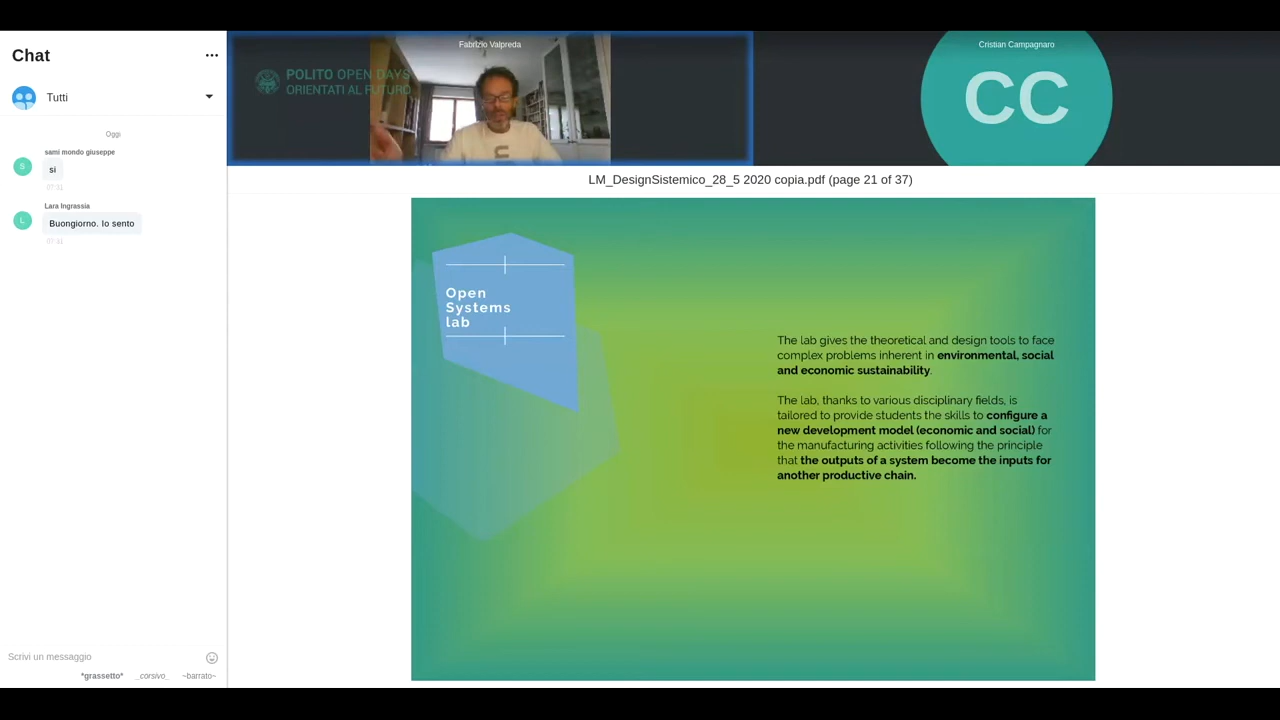 Chat
Tutti
Oggi
sami mondo giuseppe
S
si
07:31
Lara Ingrassia
L
Buongiorno. Io sento
07:31
Scrivi un messaggio
*grassetto* _corsivo_ ~barrato~
Fabrizio Valpreda
POLITO OPEN DAYS
ORIENTATI AL FUTURO
Cristian Campagnaro
CC
LM_DesignSistemico_28_5 2020 copia.pdf (page 21 of 37)
Open
Systems
lab
The lab gives the theoretical and design tools to face
complex problems inherent in environmental, social
and economic sustainability.
The lab, thanks to various disciplinary fields, is
tailored to provide students the skills to configure a
new development model (economic and social) for
the manufacturing activities following the principle
that the outputs of a system become the inputs for
another productive chain.